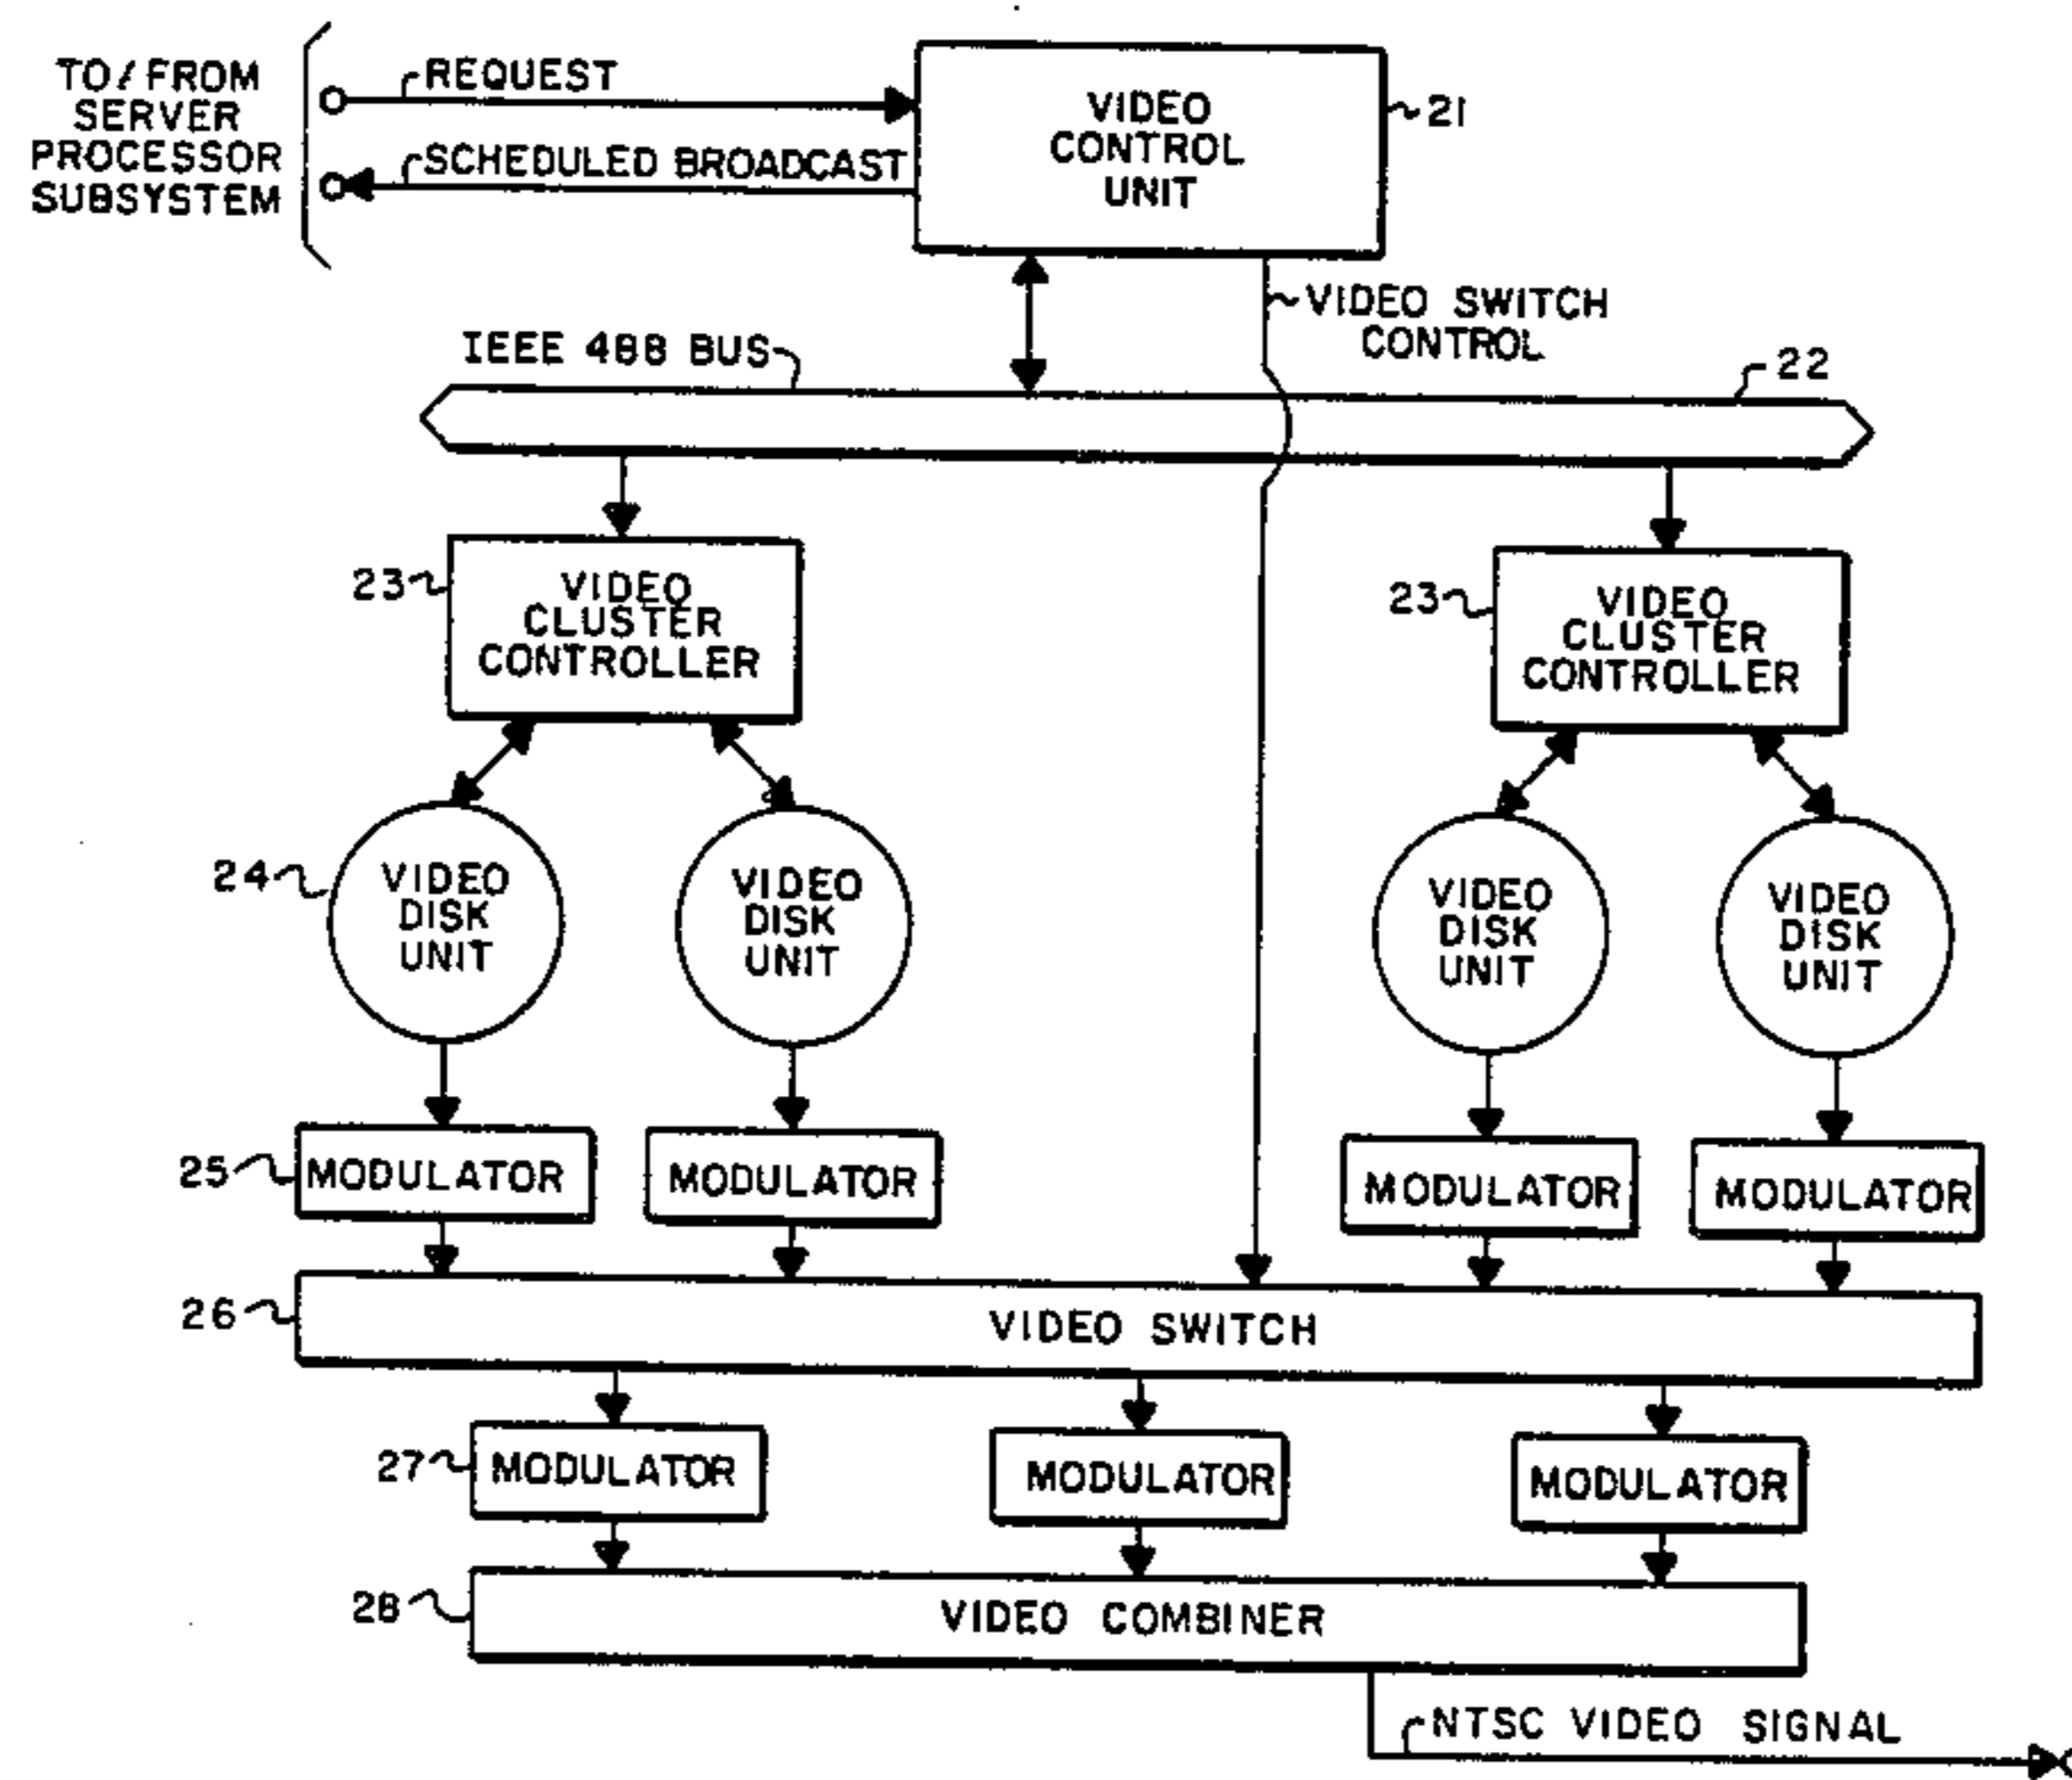 TO/FROM
SERVER
PROCESSOR
SUBSYSTEM
REQUEST
SCHEDULED BROADCAST
VIDEO
CONTROL
UNIT
21
VIDEO SWITCH
CONTROL
IEEE 488 BUS
22
23
VIDEO
CLUSTER
CONTROLLER
23
VIDEO
CLUSTER
CONTROLLER
24
VIDEO
DISK
UNIT
VIDEO
DISK
UNIT
VIDEO
DISK
UNIT
VIDEO
DISK
UNIT
25
MODULATOR
MODULATOR
MODULATOR
MODULATOR
26
VIDEO SWITCH
27
MODULATOR
MODULATOR
MODULATOR
28
VIDEO COMBINER
NTSC VIDEO SIGNAL